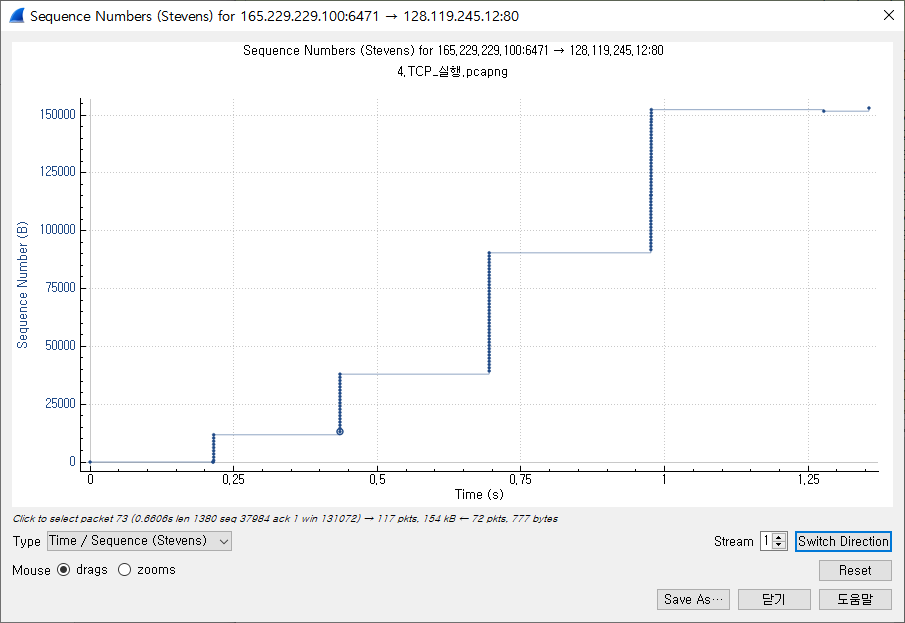 Sequence Numbers (Stevens) for 165.229.229.100:6471 → 128.119.245.12:80
Sequence Numbers (Stevens) for 165.229.229.100:6471 → 128.119.245.12:80
4.TCP_실행.pcapng
150000
125000
100000
75000
50000
25000
0
Sequence Number (B)
0 0.25 0.5 0.75 1 1.25
Time (s)
Click to select packet 73 (0.6606s len 1380 seq 37984 ack 1 win 131072) → 117 pkts, 154 kB ← 72 pkts, 777 bytes
Type Time / Sequence (Stevens) Stream 1 Switch Direction
Mouse drags zooms Reset
Save As… 닫기 도움말